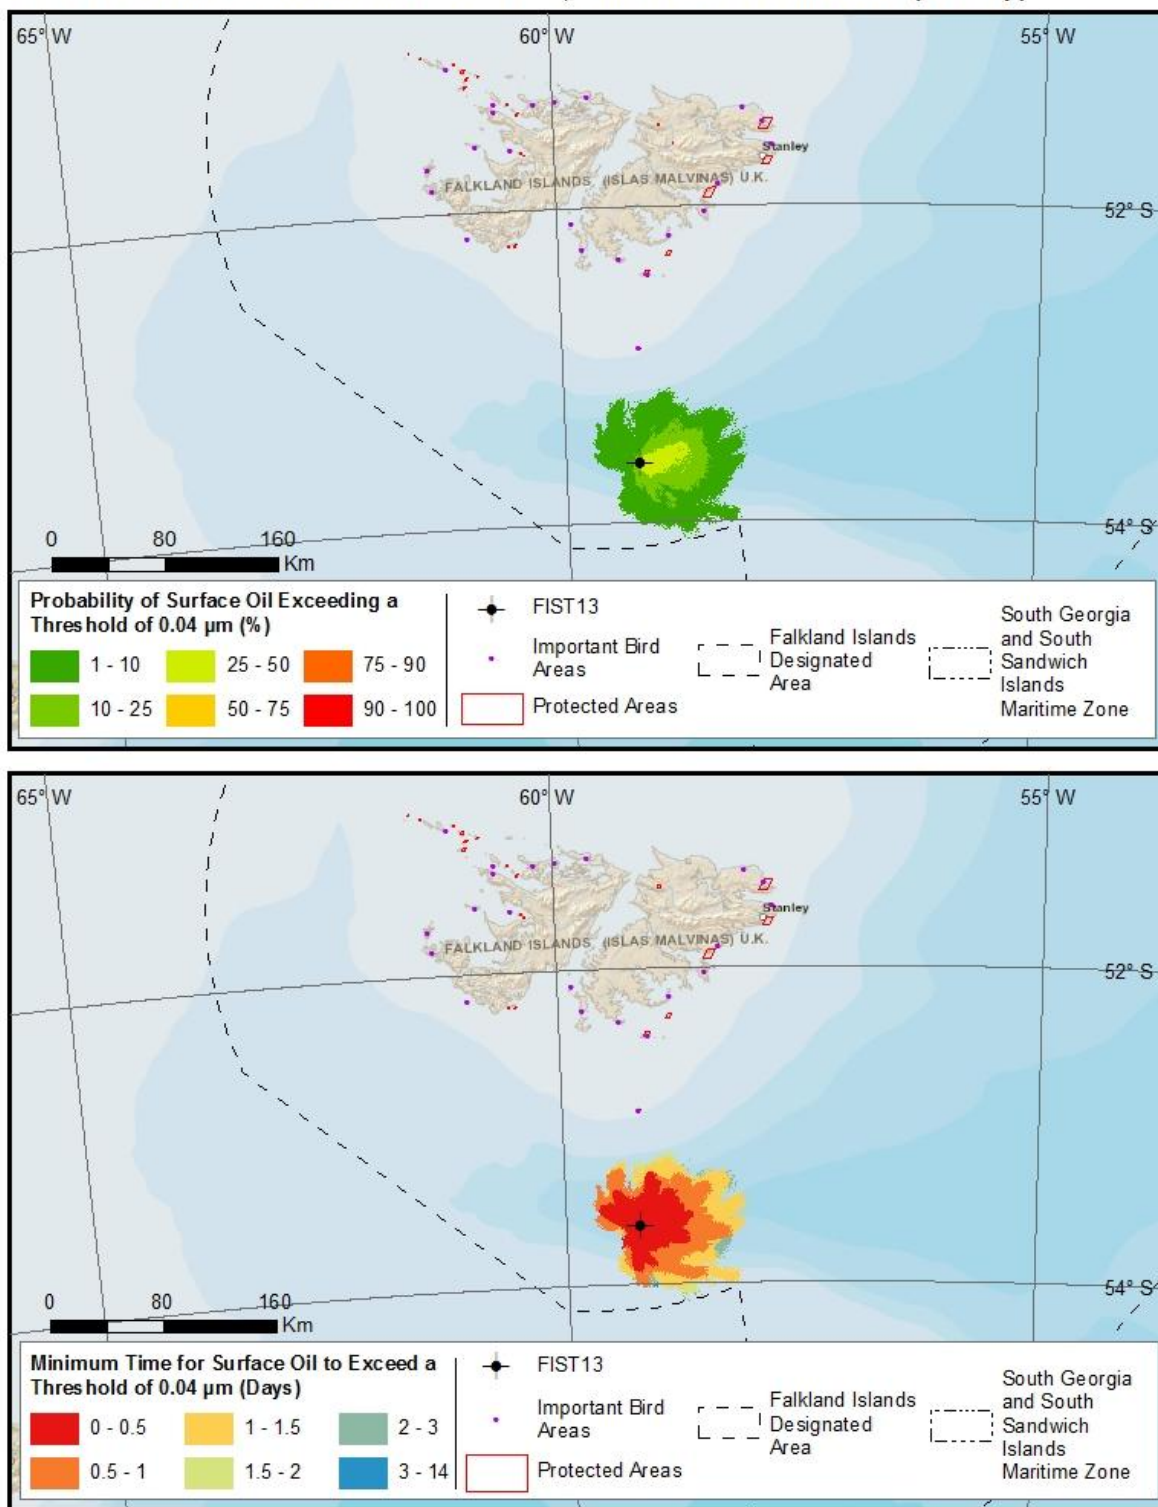 65° W
60° W
55° W
Stanley
FALKLAND ISLANDS (ISLAS MALVINAS) U.K.
52° S
54° S
0 80 160
Km
Probability of Surface Oil Exceeding a
Threshold of 0.04 µm (%)
1 - 10
25 - 50
75 - 90
10 - 25
50 - 75
90 - 100
FIST13
Important Bird
Areas
Protected Areas
Falkland Islands
Designated
Area
South Georgia
and South
Sandwich
Islands
Maritime Zone
65° W
60° W
55° W
Stanley
FALKLAND ISLANDS (ISLAS MALVINAS) U.K.
52° S
54° S
0 80 160
Km
Minimum Time for Surface Oil to Exceed a
Threshold of 0.04 µm (Days)
0 - 0.5
1 - 1.5
2 - 3
0.5 - 1
1.5 - 2
3 - 14
FIST13
Important Bird
Areas
Protected Areas
Falkland Islands
Designated
Area
South Georgia
and South
Sandwich
Islands
Maritime Zone